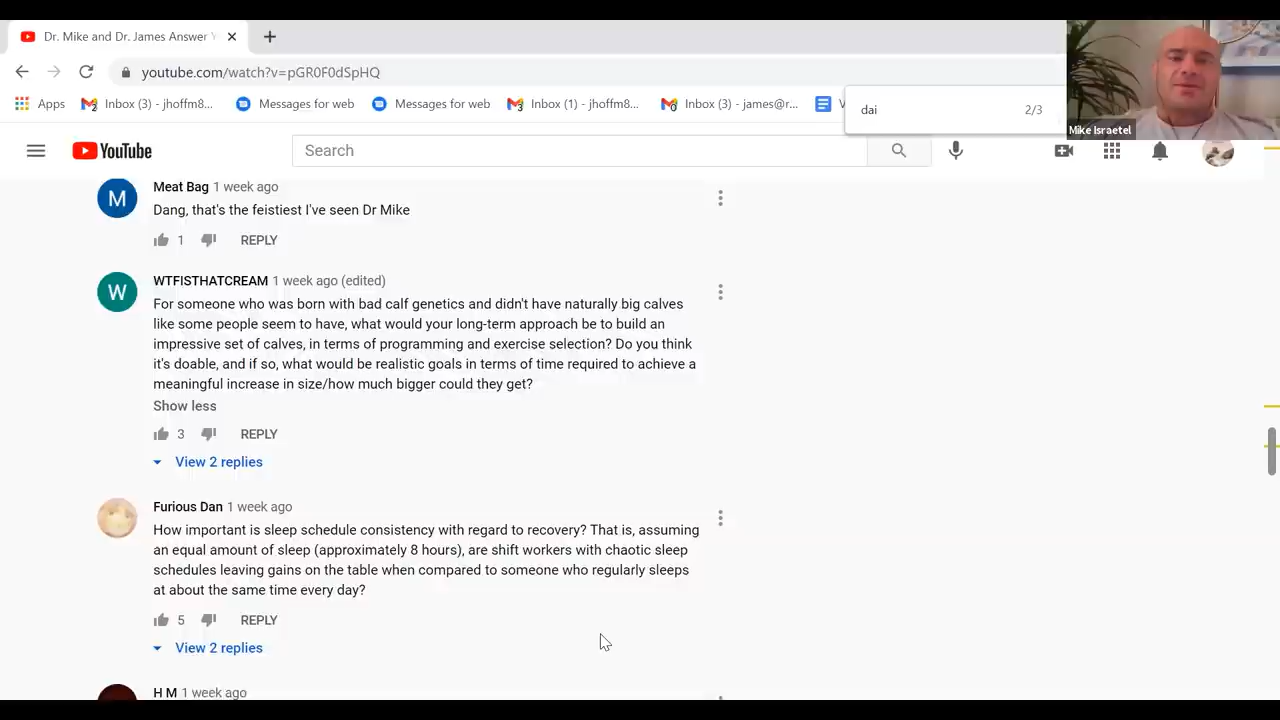 Dr. Mike and Dr. James Answer Y
youtube.com/watch?v=pGR0F0dSpHQ
Apps
Inbox (3) - jhoffm8...
Messages for web
Messages for web
Inbox (1) - jhoffm8...
Inbox (3) - james@r...
dai
2/3
Mike Israetel
YouTube
Search
Meat Bag 1 week ago
Dang, that's the feistiest I've seen Dr Mike
1
REPLY
W
WTFISTHATCREAM 1 week ago (edited)
For someone who was born with bad calf genetics and didn't have naturally big calves
like some people seem to have, what would your long-term approach be to build an
impressive set of calves, in terms of programming and exercise selection? Do you think
it's doable, and if so, what would be realistic goals in terms of time required to achieve a
meaningful increase in size/how much bigger could they get?
Show less
3
REPLY
View 2 replies
Furious Dan 1 week ago
How important is sleep schedule consistency with regard to recovery? That is, assuming
an equal amount of sleep (approximately 8 hours), are shift workers with chaotic sleep
schedules leaving gains on the table when compared to someone who regularly sleeps
at about the same time every day?
5
REPLY
View 2 replies
H M 1 week ago